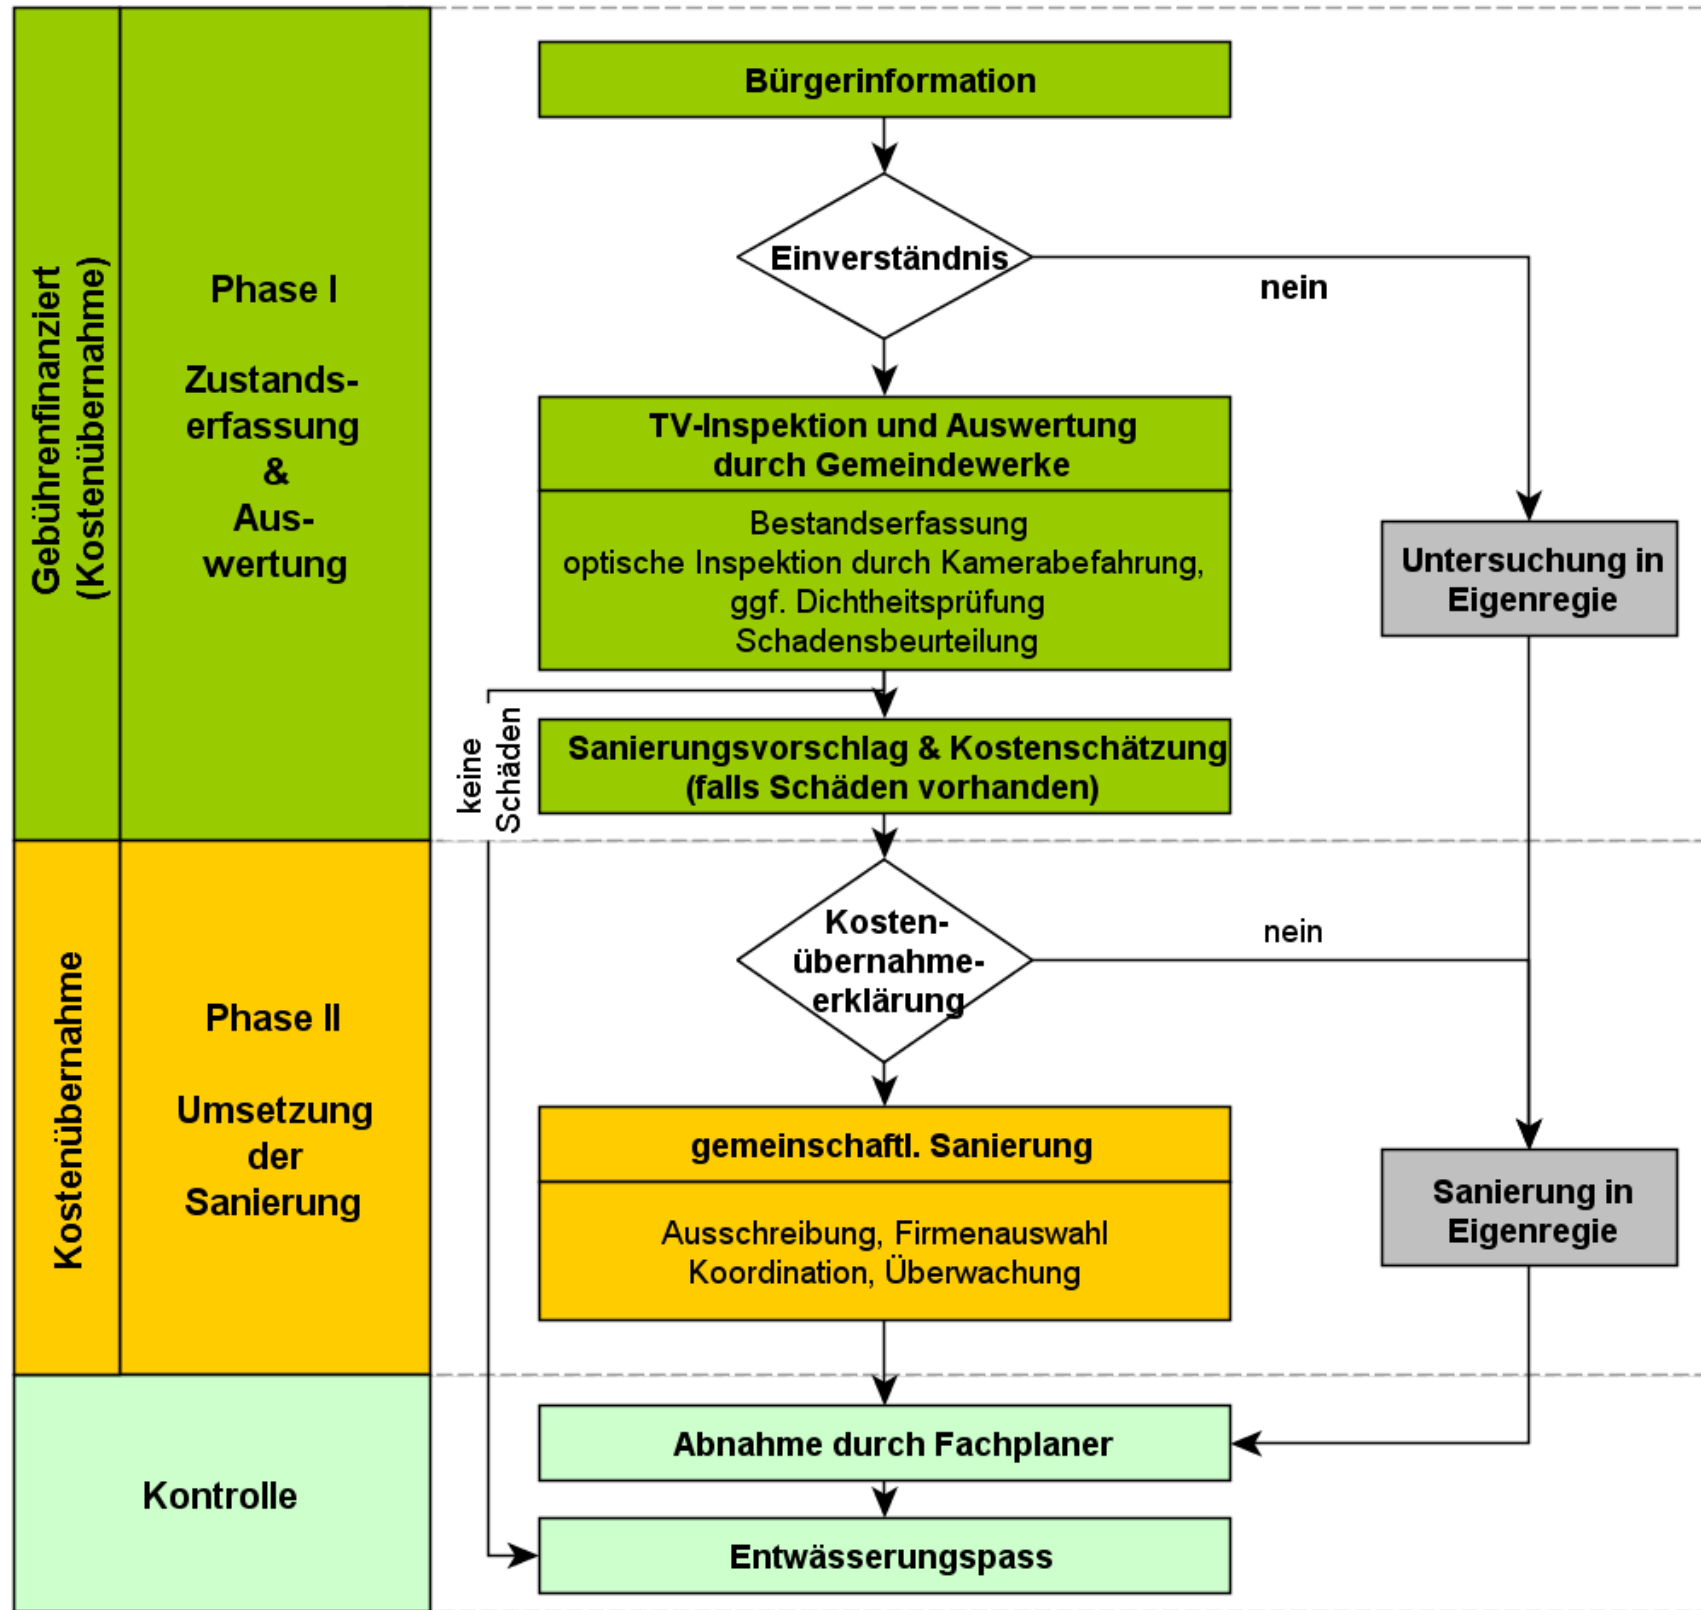 Gebührenfinanziert
(Kostenübernahme)
Phase I
Zustands-
erfassung
&
Aus-
wertung
Bürgerinformation
Einverständnis
nein
TV-Inspektion und Auswertung
durch Gemeindewerke
Bestandserfassung
optische Inspektion durch Kamerabefahrung,
ggf. Dichtheitsprüfung
Schadensbeurteilung
Untersuchung in
Eigenregie
keine
Schäden
Sanierungsvorschlag & Kostenschätzung
(falls Schäden vorhanden)
Kostenübernahme
Phase II
Umsetzung
der
Sanierung
Kosten-
übernahme-
erklärung
nein
gemeinschaftl. Sanierung
Ausschreibung, Firmenauswahl
Koordination, Überwachung
Sanierung in
Eigenregie
Kontrolle
Abnahme durch Fachplaner
Entwässerungspass